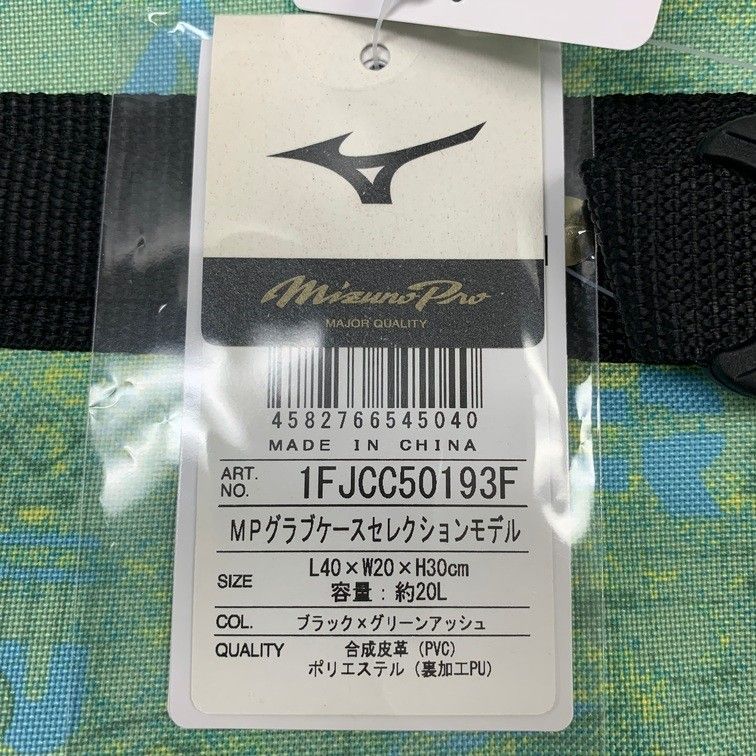 Mizuno Pro
MAJOR QUALITY
4582766545040
MADE IN CHINA
ART. NO. 1FJCC50193F
MPグラブケースセレクションモデル
SIZE L40×W20×H30cm
容量：約20L
COL. ブラック×グリーンアッシュ
QUALITY 合成皮革 (PVC)
ポリエステル (裏加工PU)